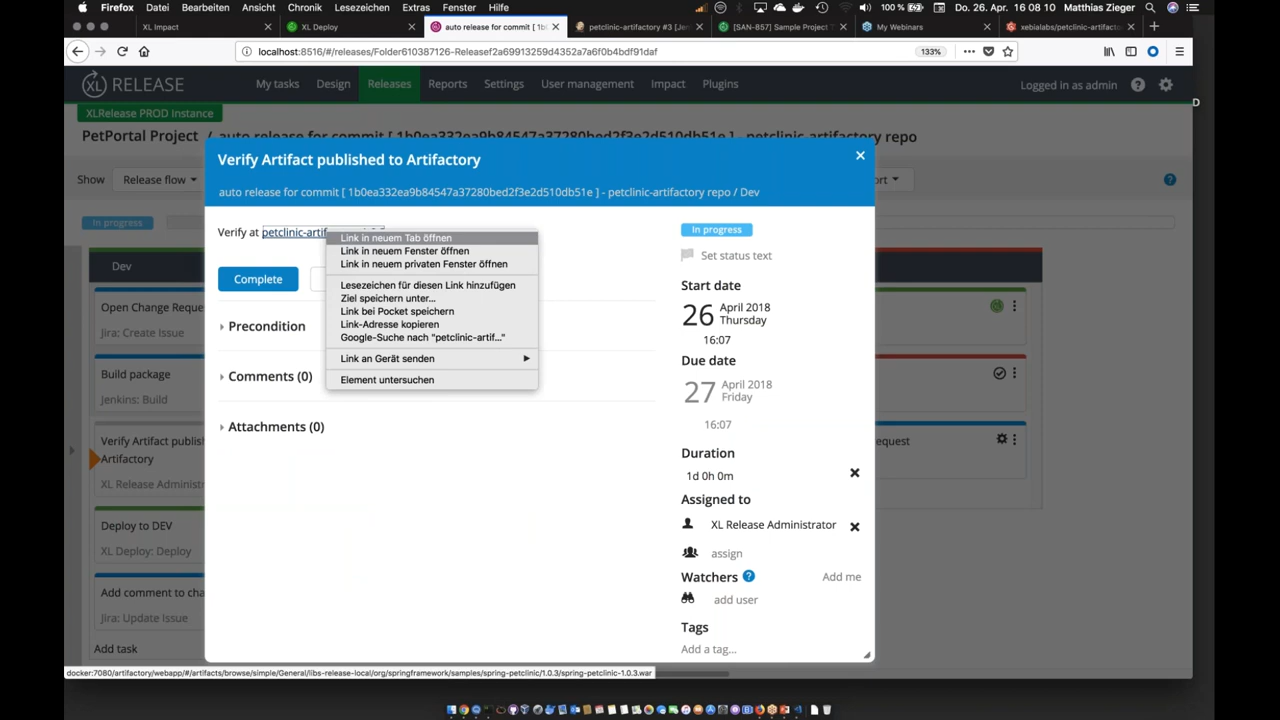 Firefox Datei Bearbeiten Ansicht Chronik Lesezeichen Extras Fenster Hilfe
100 % Do. 26. Apr. 16 08 10 Matthias Zieger
XL Impact
XL Deploy
auto release for commit [ 1b0
petclinic-artifactory #3 [Jen
[SAN-857] Sample Project T
My Webinars
xebialabs/petclinic-artifac
localhost:8516/#/releases/Folder610387126-Releasef2a69913259d4352a7a6f0b4bdf91daf
133%
XL RELEASE
My tasks Design Releases Reports Settings User management Impact Plugins
Logged in as admin
XLRelease PROD Instance
D
PetPortal Project / auto release for commit [ 1b0ea332ea9b84547a37280bed2f3e2d510db51e ] - petclinic-artifactory repo
Show Release flow
In progress
Dev
Open Change Reque
Jira: Create Issue
Build package
Jenkins: Build
Verify Artifact publish
Artifactory
XL Release Administr
Deploy to DEV
XL Deploy: Deploy
Add comment to cha
Jira: Update Issue
Add task
equest
Verify Artifact published to Artifactory
auto release for commit [ 1b0ea332ea9b84547a37280bed2f3e2d510db51e ] - petclinic-artifactory repo / Dev
Verify at petclinic-artif
Complete
Precondition
Comments (0)
Attachments (0)
Link in neuem Tab öffnen
Link in neuem Fenster öffnen
Link in neuem privaten Fenster öffnen
Lesezeichen für diesen Link hinzufügen
Ziel speichern unter...
Link bei Pocket speichern
Link-Adresse kopieren
Google-Suche nach "petclinic-artif..."
Link an Gerät senden
Element untersuchen
In progress
Set status text
Start date
26 April 2018
Thursday
16:07
Due date
27 April 2018
Friday
16:07
Duration
1d 0h 0m
Assigned to
XL Release Administrator
assign
Watchers ? Add me
add user
Tags
Add a tag...
docker:7080/artifactory/webapp/#/artifacts/browse/simple/General/libs-release-local/org/springframework/samples/spring-petclinic/1.0.3/spring-petclinic-1.0.3.war